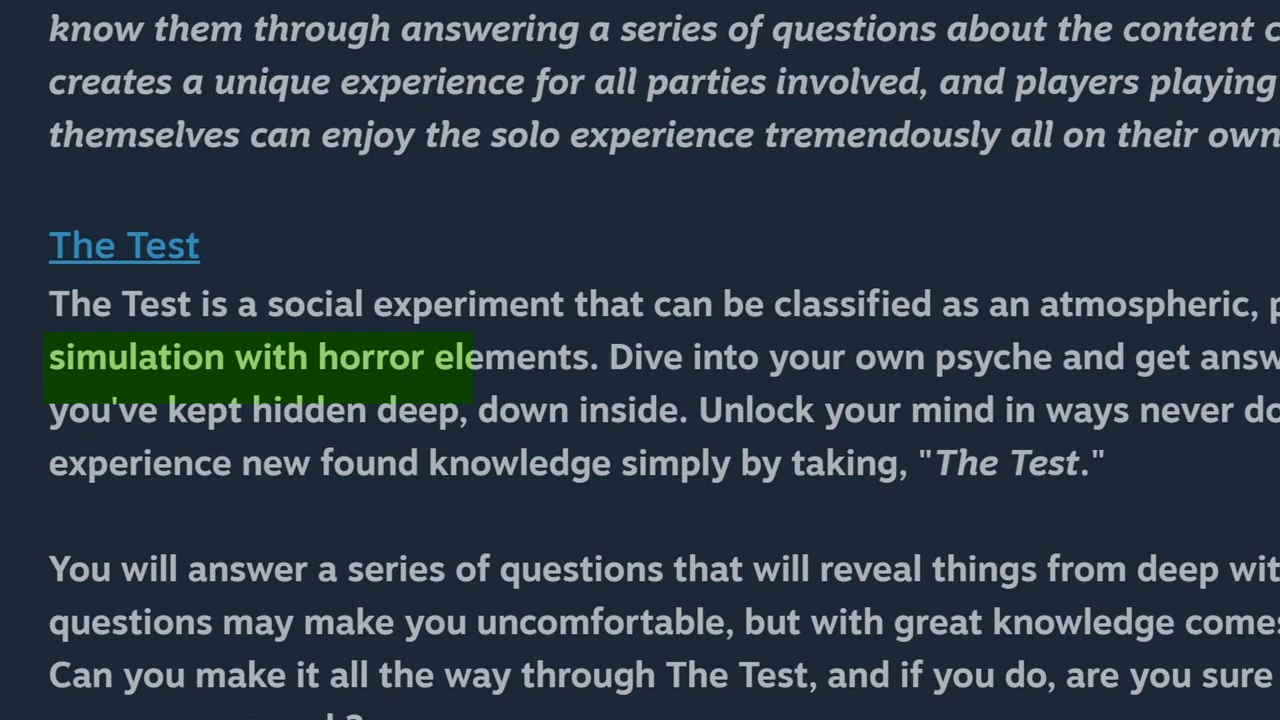 know them through answering a series of questions about the content
creates a unique experience for all parties involved, and players playing
themselves can enjoy the solo experience tremendously all on their own
The Test
The Test is a social experiment that can be classified as an atmospheric,
simulation with horror elements. Dive into your own psyche and get
you've kept hidden deep, down inside. Unlock your mind in ways never
experience new found knowledge simply by taking, "The Test."
You will answer a series of questions that will reveal things from deep
questions may make you uncomfortable, but with great knowledge comes
Can you make it all the way through The Test, and if you do, are you sure